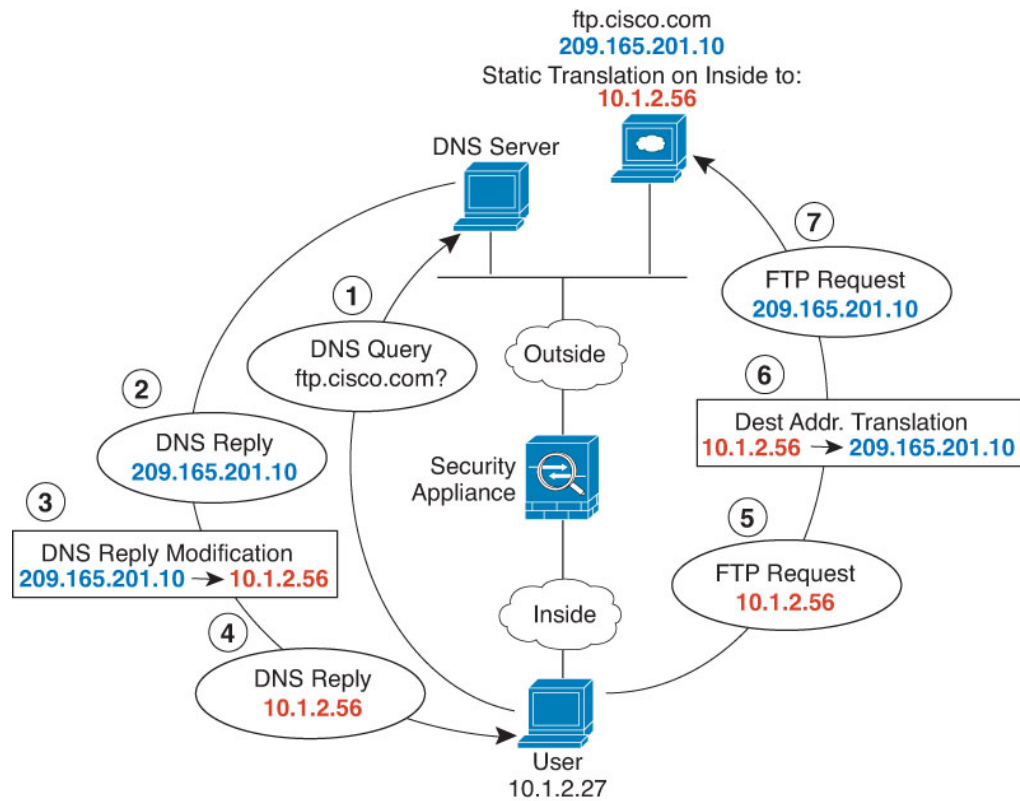 ftp.cisco.com
209.165.201.10
Static Translation on Inside to:
10.1.2.56
DNS Server
7
FTP Request
209.165.201.10
1
DNS Query
ftp.cisco.com?
Outside
2
DNS Reply
209.165.201.10
6
Dest Addr. Translation
10.1.2.56 → 209.165.201.10
Security
Appliance
3
DNS Reply Modification
209.165.201.10 → 10.1.2.56
5
FTP Request
10.1.2.56
Inside
4
DNS Reply
10.1.2.56
User
10.1.2.27